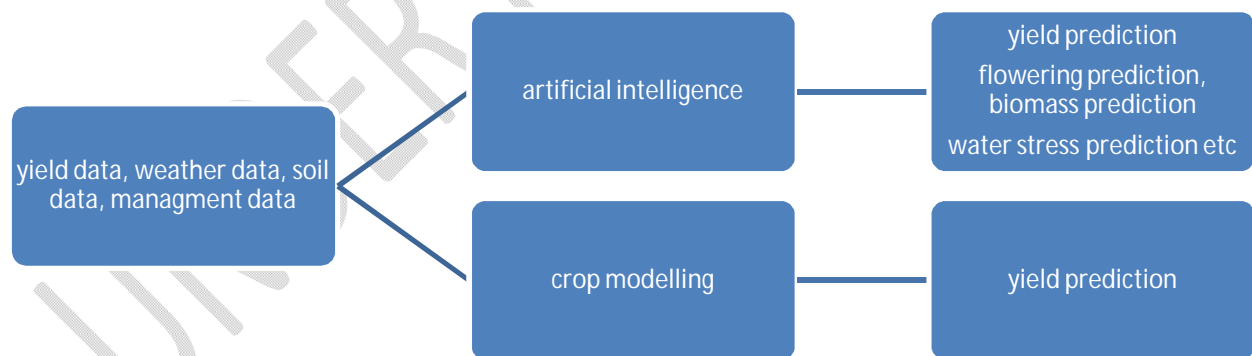 yield data, weather data, soil
data, managment data
artificial intelligence
yield prediction
flowering prediction,
biomass prediction
water stress prediction etc
crop modelling
yield prediction